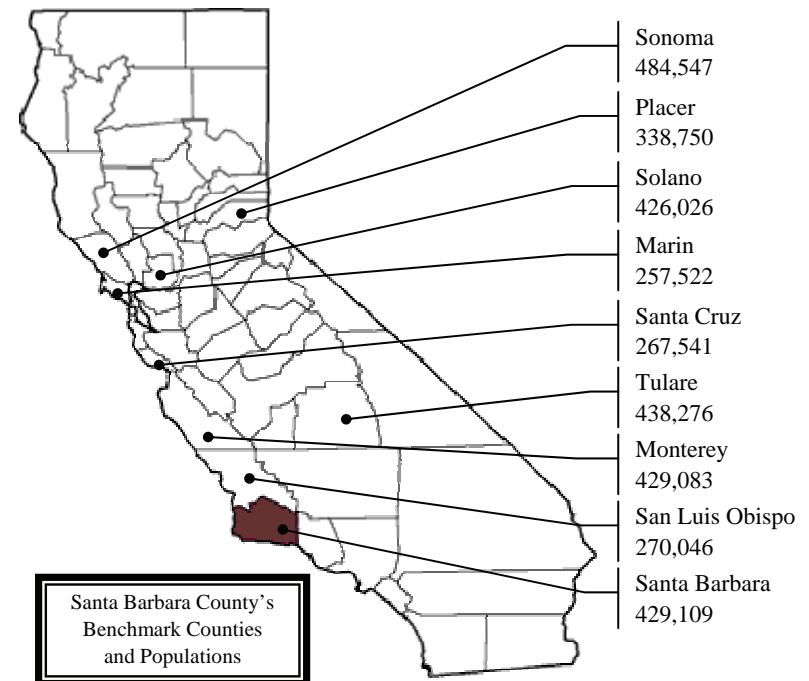 Sonoma
484,547
Placer
338,750
Solano
426,026
Marin
257,522
Santa Cruz
267,541
Tulare
438,276
Monterey
429,083
San Luis Obispo
270,046
Santa Barbara
429,109
Santa Barbara County's
Benchmark Counties
and Populations